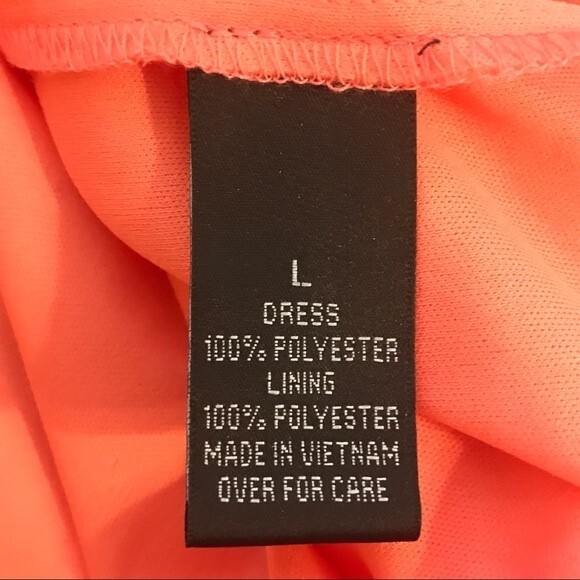 L
DRESS
100% POLYESTER
LINING
100% POLYESTER
MADE IN VIETNAM
OVER FOR CARE